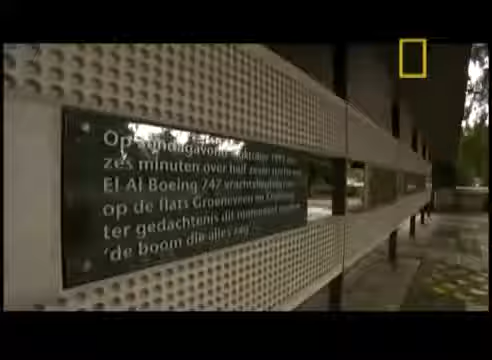 Op zondagavond 4 oktober 1992
zes minuten over half zeven
El Al Boeing 747 vrachtvliegtuig
op de flats Groeneveen en
ter gedachtenis dit monument
'de boom die alles zag'